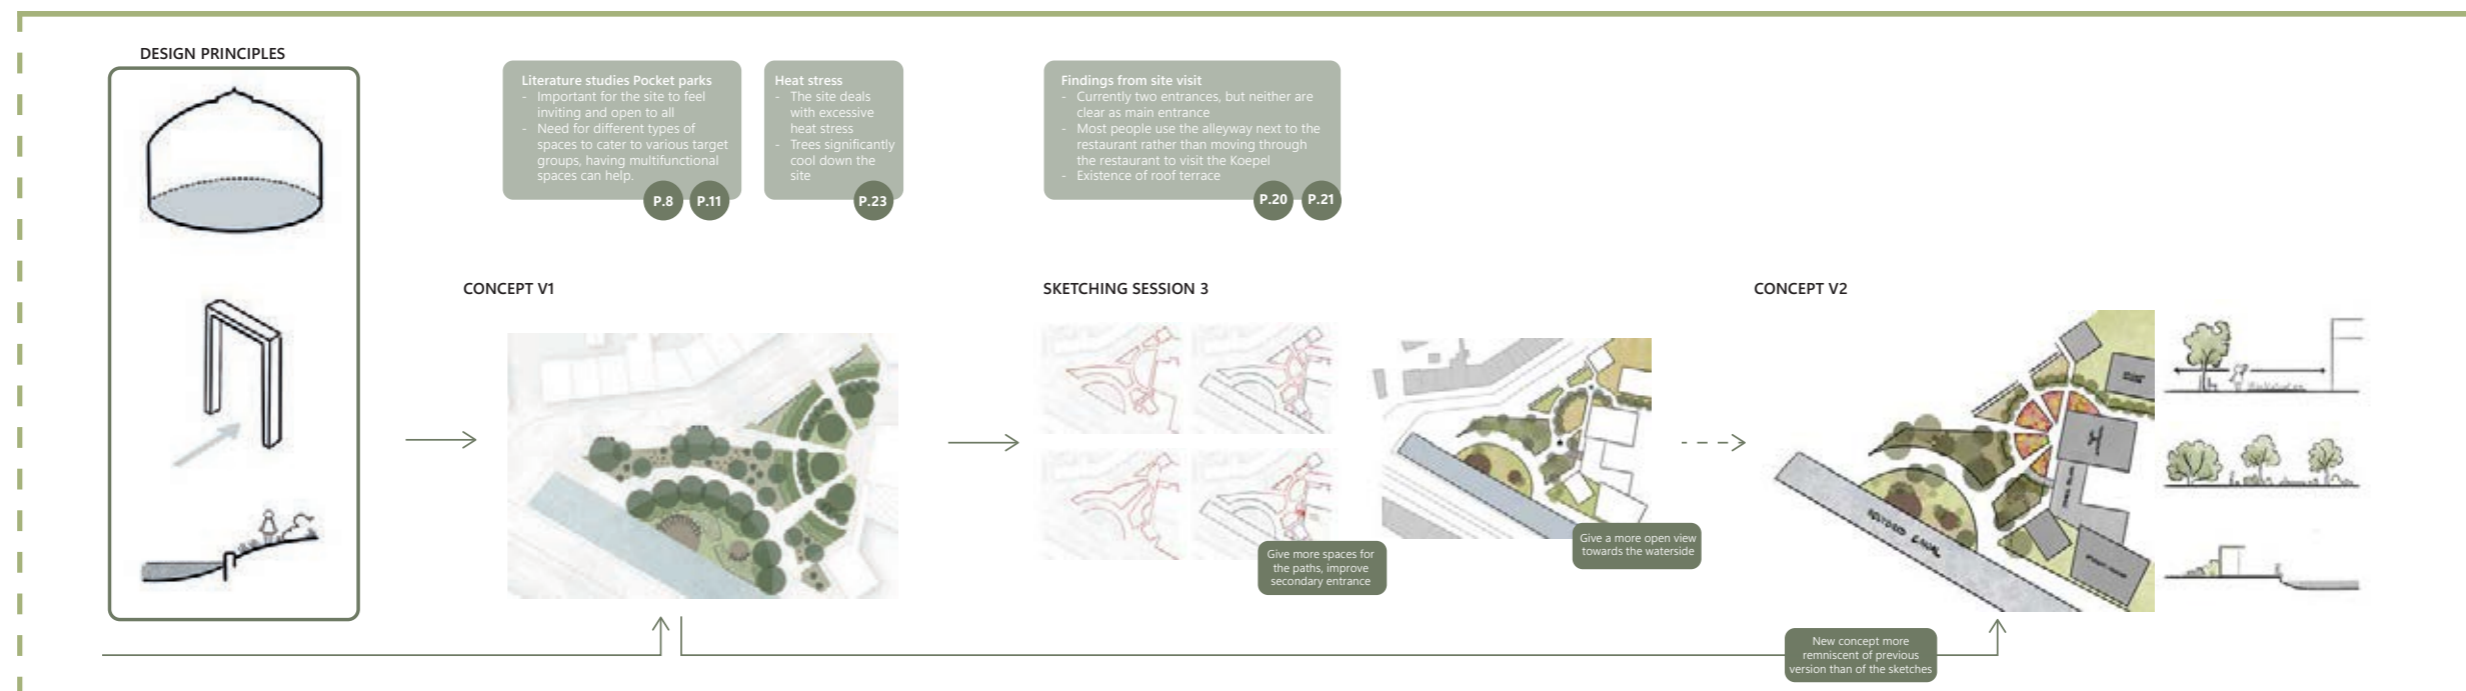 DESIGN PRINCIPLES
Literature studies Pocket parks
- Important for the site to feel
inviting and open to all
- Need for different types of
spaces to cater to various target
groups, having multifunctional
spaces can help.
P.8 P.11
Heat stress
- The site deals
with excessive
heat stress
- Trees significantly
cool down the
site
P.23
Findings from site visit
- Currently two entrances, but neither are
clear as main entrance
- Most people use the alleyway next to the
restaurant rather than moving through
the restaurant to visit the Koepel
- Existence of roof terrace
P.20 P.21
CONCEPT V1
SKETCHING SESSION 3
Give more spaces for
the paths, improve
secondary entrance
Give a more open view
towards the waterside
CONCEPT V2
CANAL
New concept more
remniscent of previous
version than of the sketches